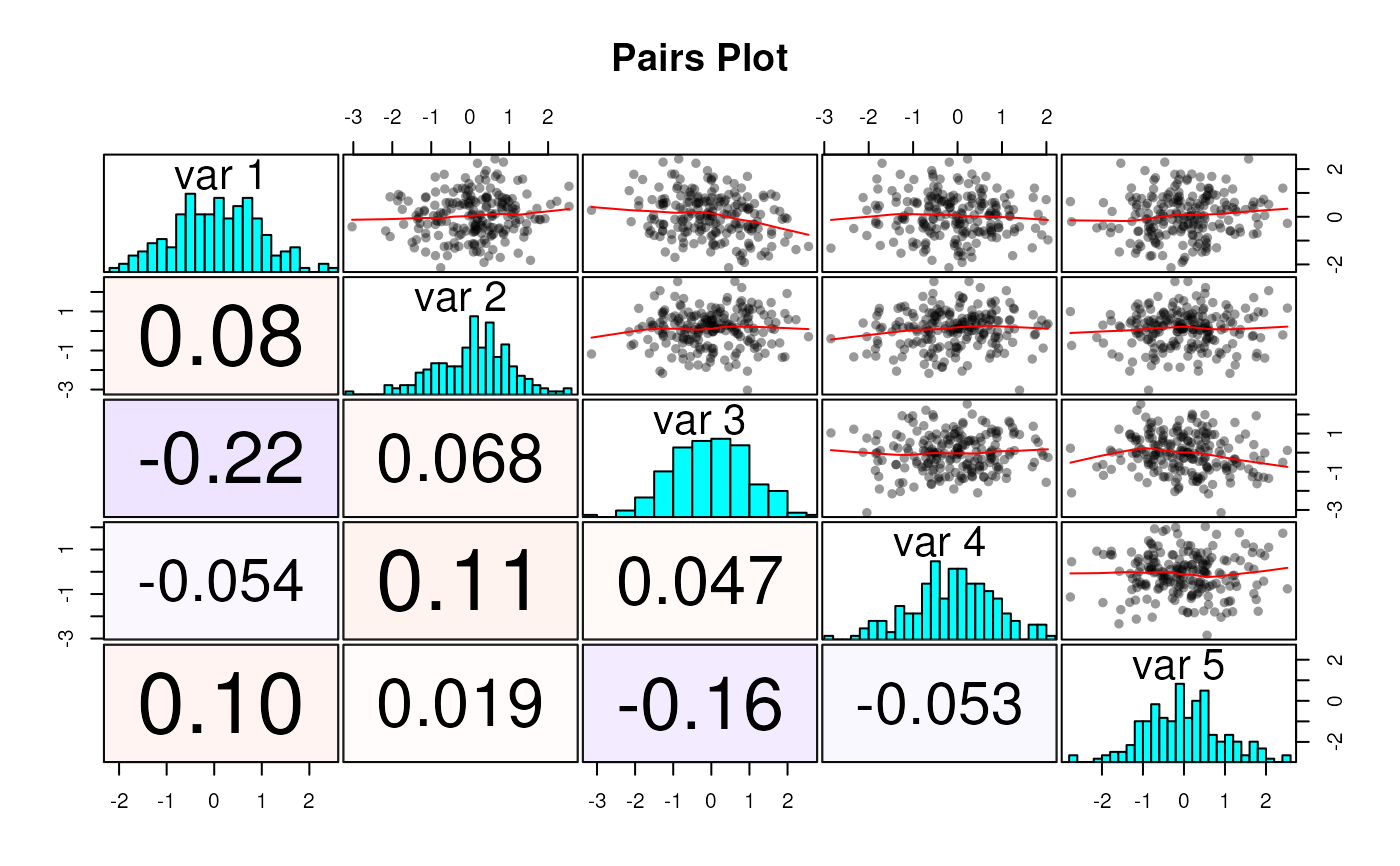 Pairs Plot
-3 -2 -1 0 1 2 -3 -2 -1 0 1 2
var 1
2
0
-2
var 2
1
-1
-3
0.08
var 3
1
-1
-3
-0.22 0.068
var 4
1
-1
-3
-0.054 0.11 0.047
var 5
2
0
-2
0.10 0.019 -0.16 -0.053
-2 -1 0 1 2 -3 -2 -1 0 1 2 -2 -1 0 1 2